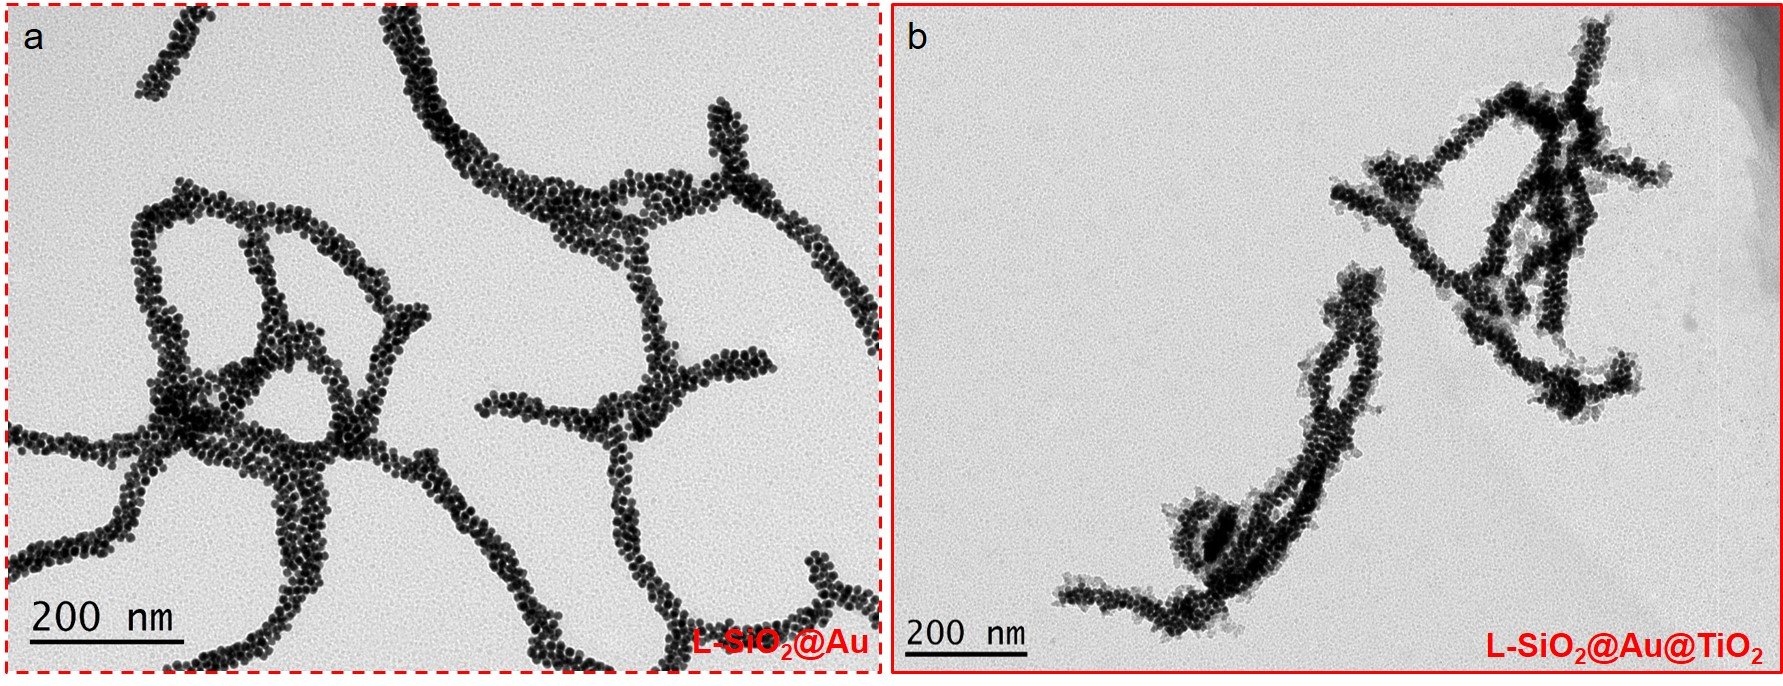 a
200 nm
L-SiO₂@Au
b
200 nm
L-SiO₂@Au@TiO₂